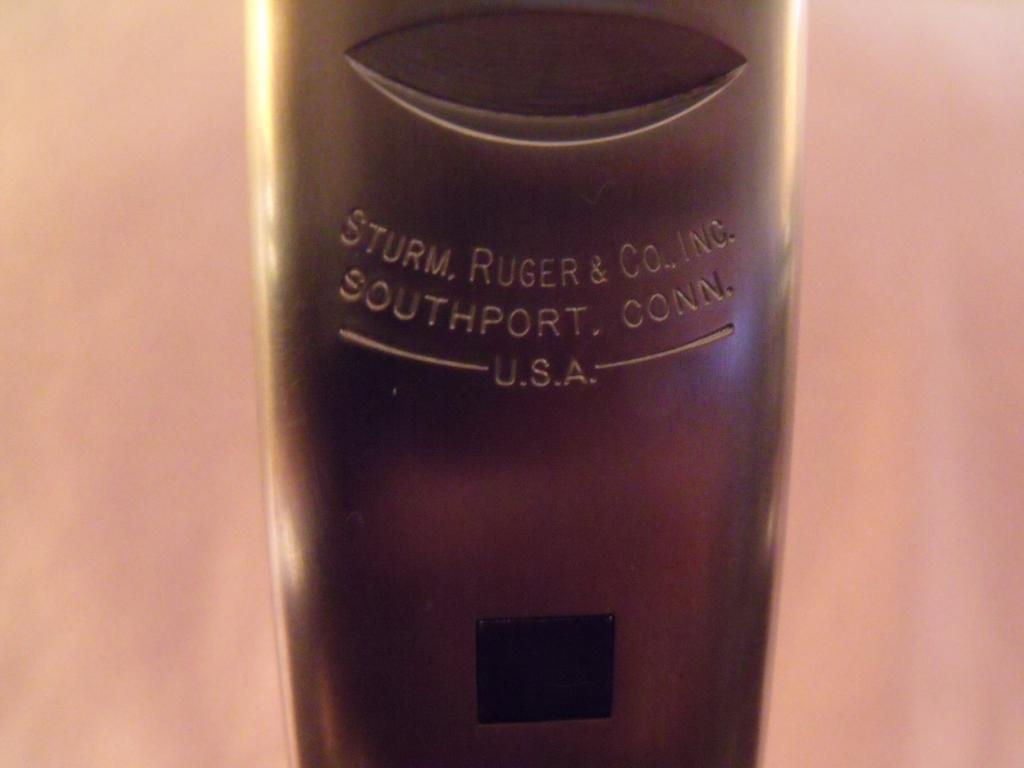 STURM, RUGER & CO., INC.
SOUTHPORT, CONN.
U.S.A.